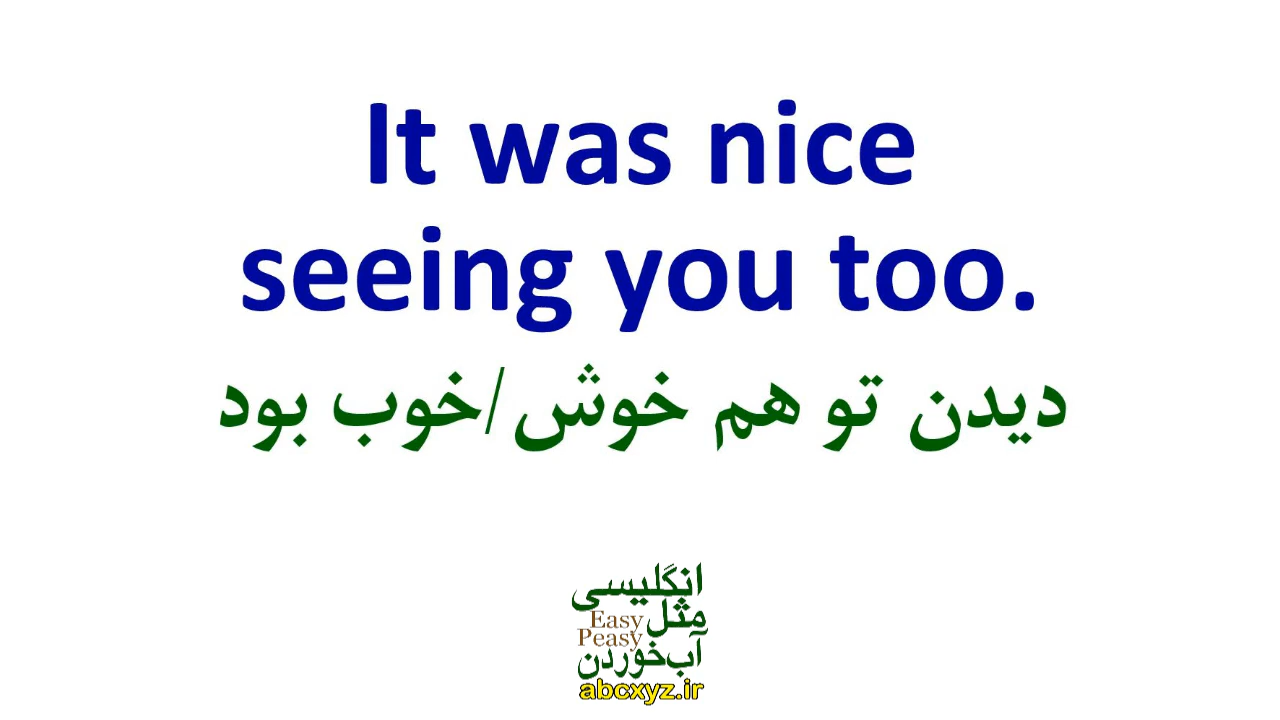 It was nice
seeing you too.
دیدن تو هم خوش/خوب بود
انگلیسی
مثل
Easy
Peasy
آب‌خوردن
abcxyz.ir